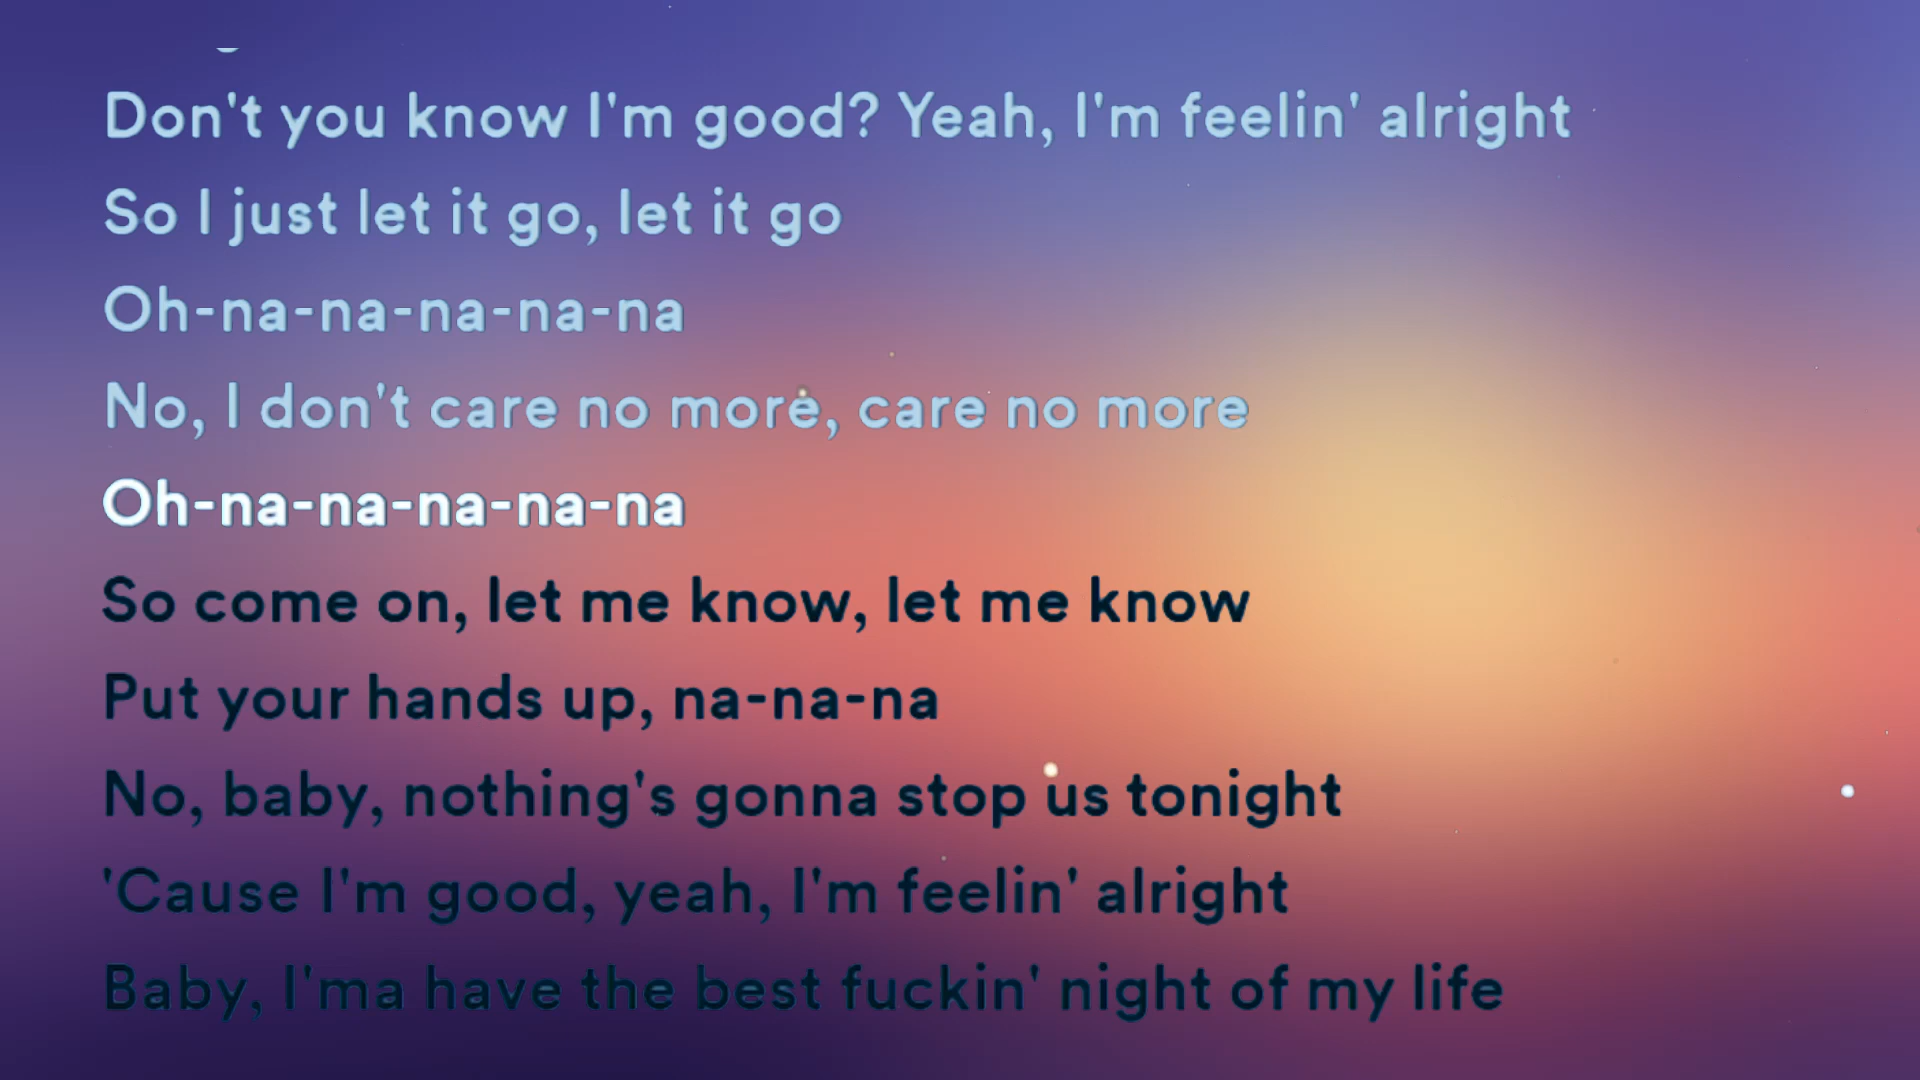 Don't you know I'm good? Yeah, I'm feelin' alright
So I just let it go, let it go
Oh-na-na-na-na-na
No, I don't care no more, care no more
Oh-na-na-na-na-na
So come on, let me know, let me know
Put your hands up, na-na-na
No, baby, nothing's gonna stop us tonight
'Cause I'm good, yeah, I'm feelin' alright
Baby, I'ma have the best fuckin' night of my life